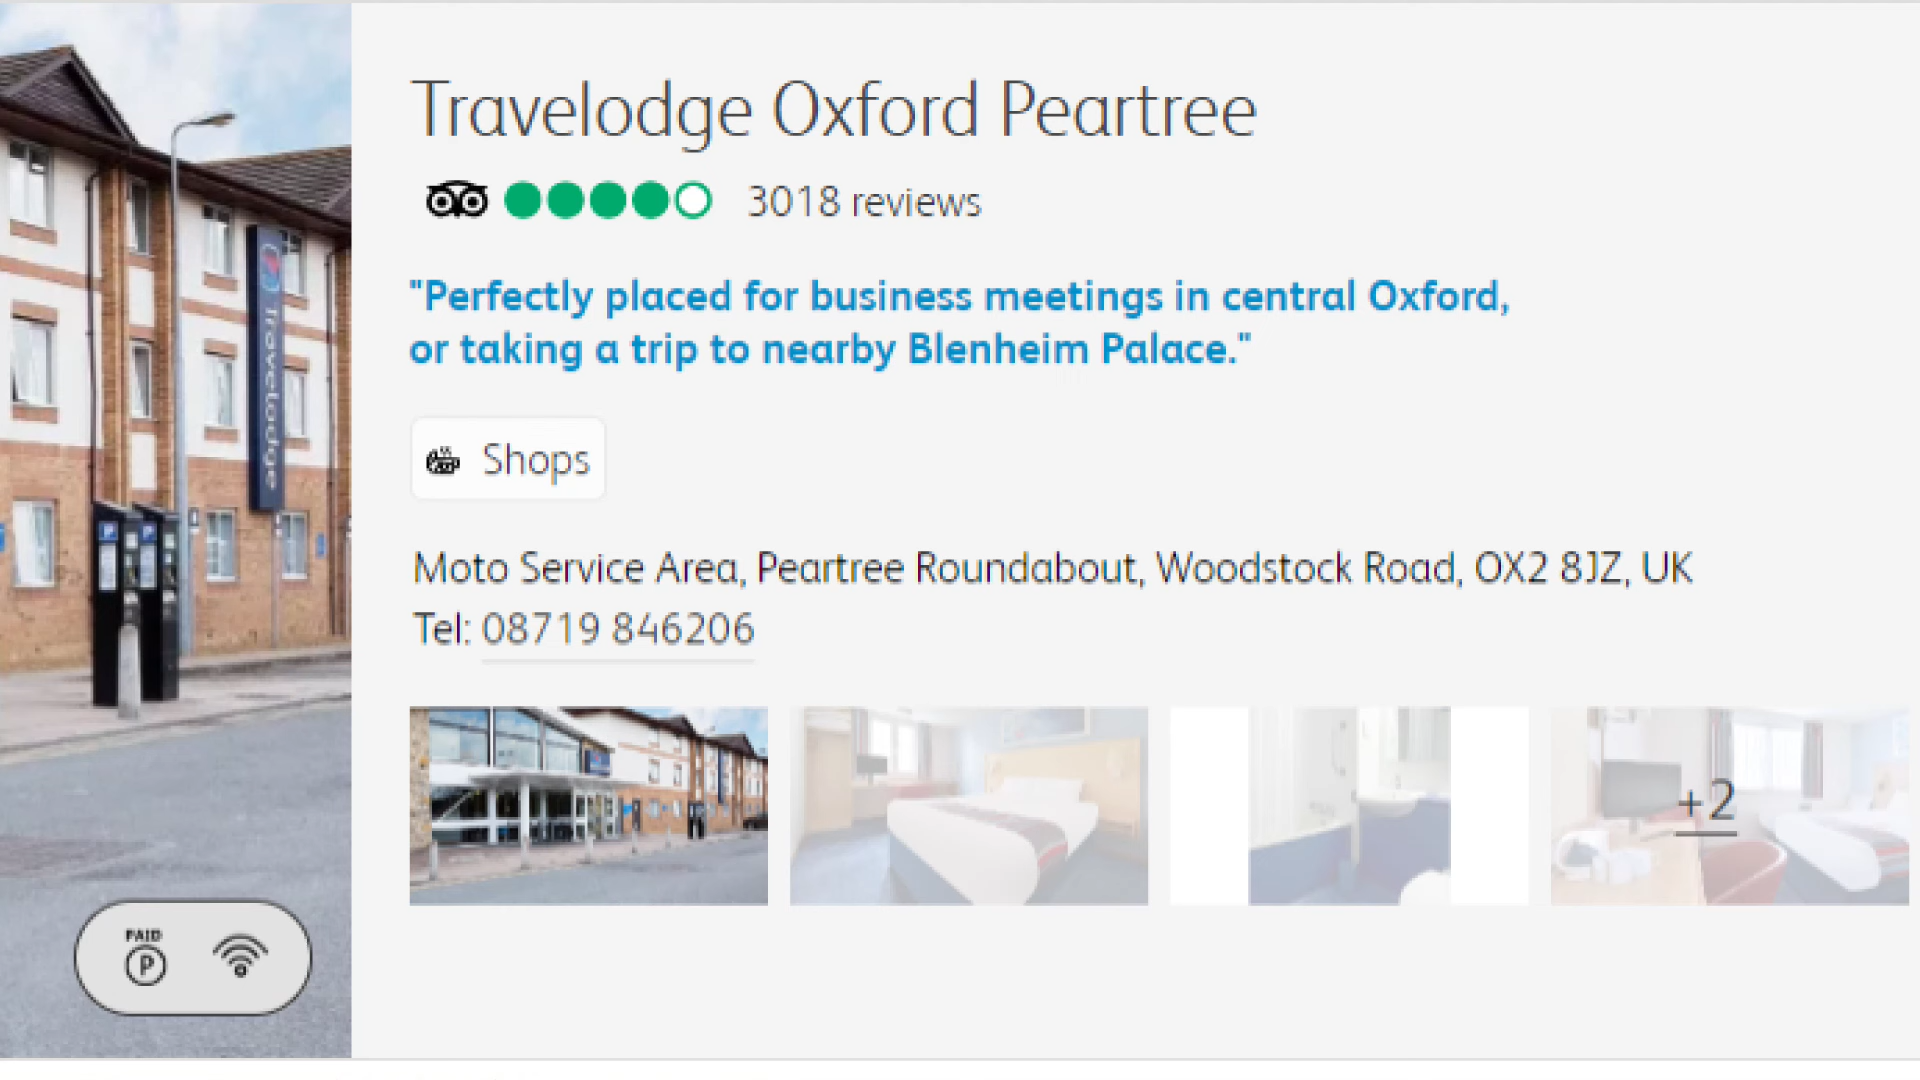 Travelodge Oxford Peartree
3018 reviews
"Perfectly placed for business meetings in central Oxford,
or taking a trip to nearby Blenheim Palace."
Shops
Moto Service Area, Peartree Roundabout, Woodstock Road, OX2 8JZ, UK
Tel: 08719 846206
+2
Travelodge
PAID
P